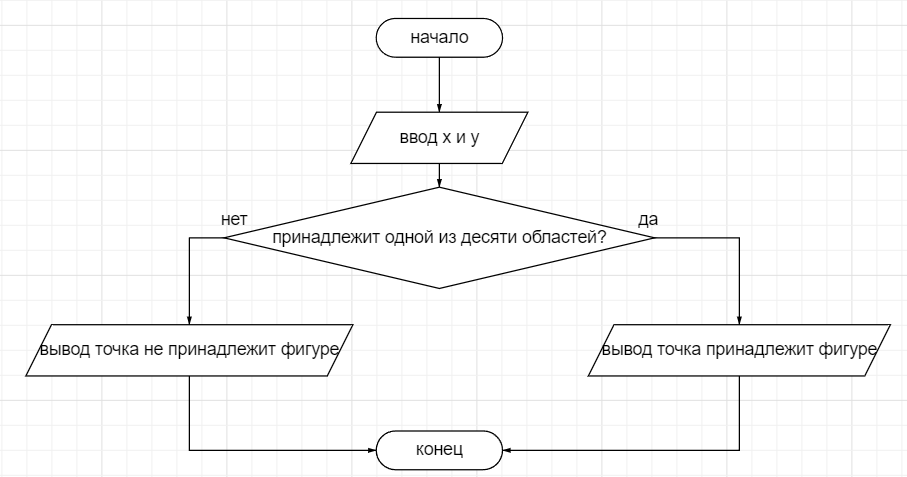 начало
ввод x и y
нет
да
принадлежит одной из десяти областей?
вывод точка не принадлежит фигуре
вывод точка принадлежит фигуре
конец